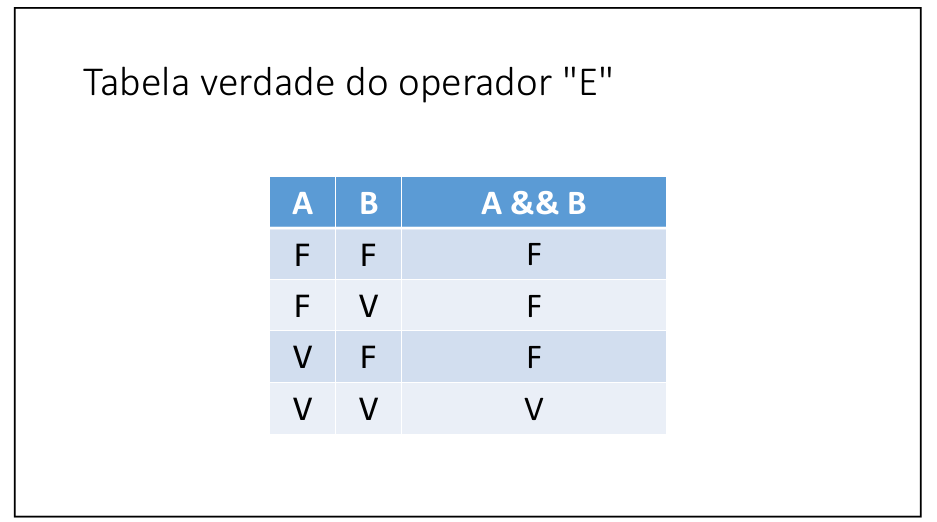 Tabela verdade do operador "E"
A B A && B
F F F
F V F
V F F
V V V